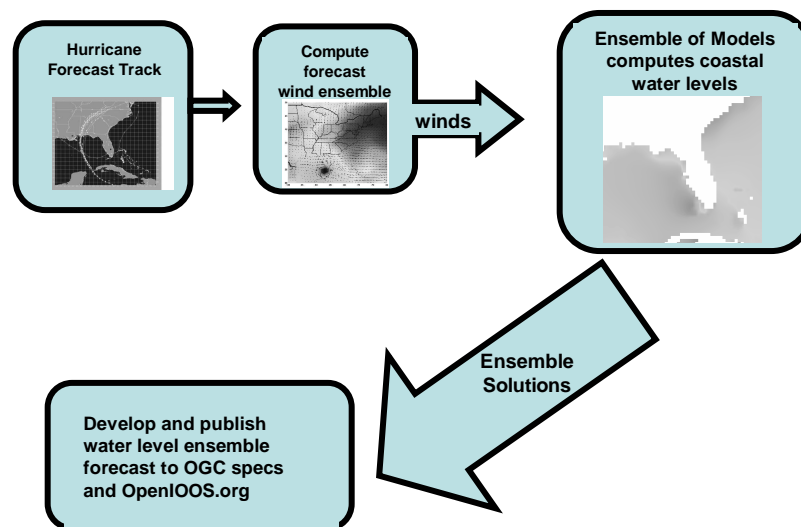 Hurricane
Forecast Track
Compute
forecast
wind ensemble
winds
Ensemble of Models
computes coastal
water levels
Ensemble
Solutions
Develop and publish
water level ensemble
forecast to OGC specs
and OpenIOOS.org